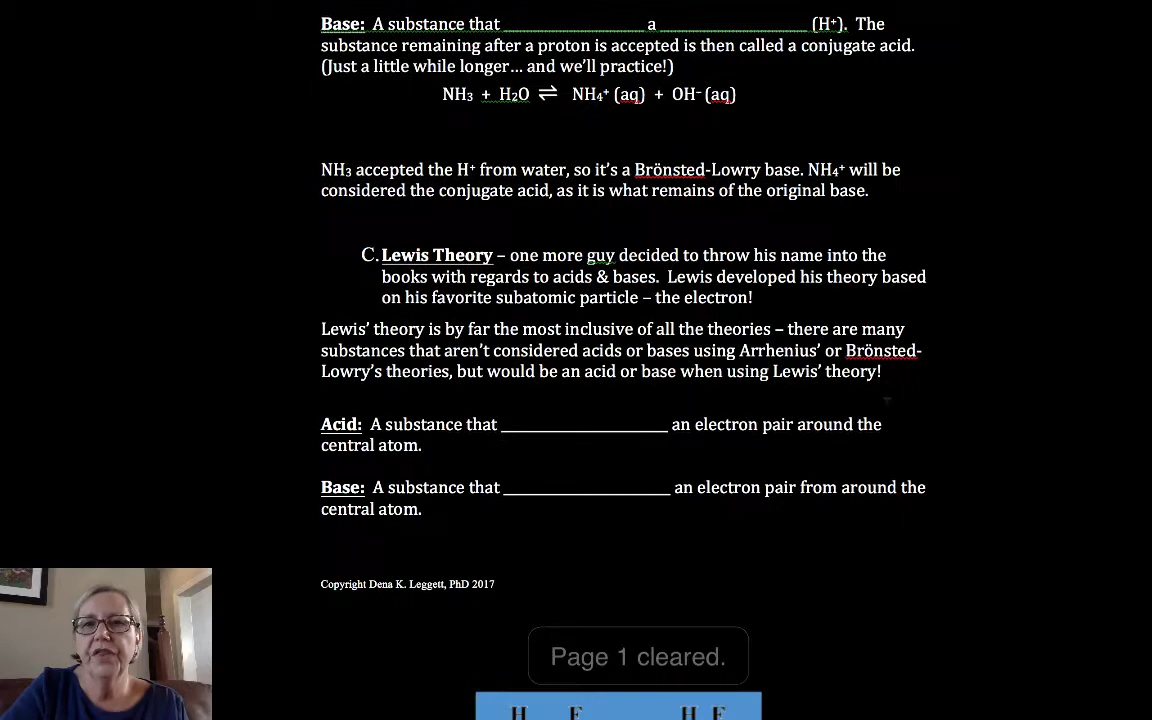 Base: A substance that ____________________ a ____________________ (H⁺). The
substance remaining after a proton is accepted is then called a conjugate acid.
(Just a little while longer… and we’ll practice!)
NH₃ + H₂O ⇌ NH₄⁺ (aq) + OH⁻ (aq)
NH₃ accepted the H⁺ from water, so it’s a Brönsted-Lowry base. NH₄⁺ will be
considered the conjugate acid, as it is what remains of the original base.
C. Lewis Theory – one more guy decided to throw his name into the
books with regards to acids & bases. Lewis developed his theory based
on his favorite subatomic particle – the electron!
Lewis’ theory is by far the most inclusive of all the theories – there are many
substances that aren’t considered acids or bases using Arrhenius’ or Brönsted-
Lowry’s theories, but would be an acid or base when using Lewis’ theory!
Acid: A substance that ____________________ an electron pair around the
central atom.
Base: A substance that ____________________ an electron pair from around the
central atom.
Copyright Dena K. Leggett, PhD 2017
Page 1 cleared.
H F H F